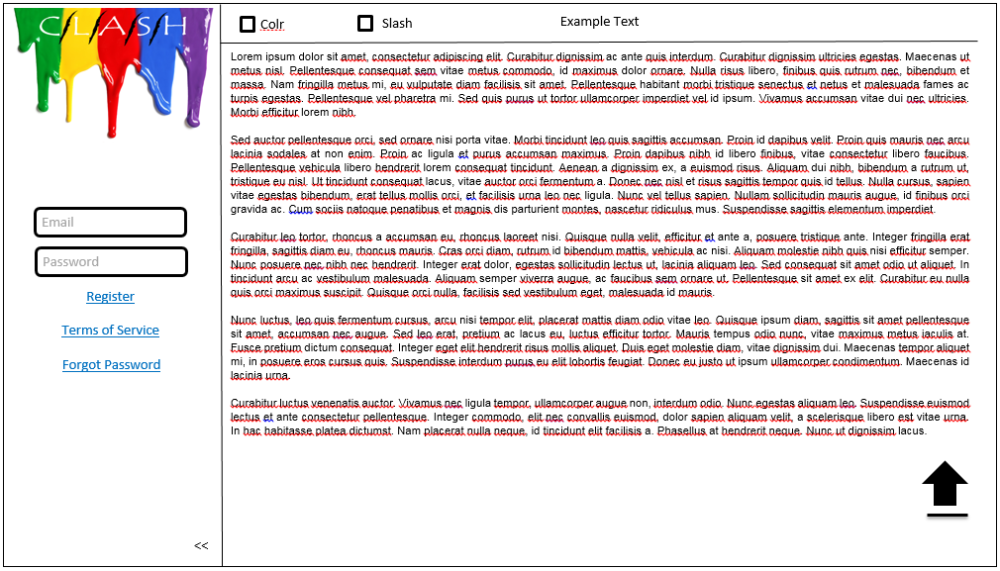 C/L/A/S/H
Email
Password
Register
Terms of Service
Forgot Password
<<
Colr
Slash
Example Text
Lorem ipsum dolor sit amet, consectetur adipiscing elit. Curabitur dignissim ac ante quis interdum. Curabitur dignissim ultricies egestas. Maecenas ut
metus nisl. Pellentesque consequat sem vitae metus commodo, id maximus dolor ornare. Nulla risus libero, finibus quis rutrum nec, bibendum et
massa. Nam fringilla metus mi, eu vulputate diam facilisis sit amet. Pellentesque habitant morbi tristique senectus et netus et malesuada fames ac
turpis egestas. Pellentesque vel pharetra mi. Sed quis purus ut tortor ullamcorper imperdiet vel id ipsum. Vivamus accumsan vitae dui nec ultricies.
Morbi efficitur lorem nibh.
Sed auctor pellentesque orci, sed ornare nisi porta vitae. Morbi tincidunt leo quis sagittis accumsan. Proin id dapibus velit. Proin quis mauris nec arcu
lacinia sodales at non enim. Proin ac ligula et purus accumsan maximus. Proin dapibus nibh id libero finibus, vitae consectetur libero faucibus.
Pellentesque vehicula libero hendrerit lorem consequat tincidunt. Aenean a dignissim ex, a euismod risus. Aliquam dui nibh, bibendum a rutrum ut,
tristique eu nisl. Ut tincidunt consequat lacus, vitae auctor orci fermentum a. Donec nec nisl et risus sagittis tempor quis id tellus. Nulla cursus, sapien
vitae egestas bibendum, erat tellus mollis orci, et facilisis urna leo nec ligula. Nunc vel tellus sapien. Nullam sollicitudin mauris augue, id finibus orci
gravida ac. Cum sociis natoque penatibus et magnis dis parturient montes, nascetur ridiculus mus. Suspendisse sagittis elementum imperdiet.
Curabitur leo tortor, rhoncus a accumsan eu, rhoncus laoreet nisi. Quisque nulla velit, efficitur et ante a, posuere tristique ante. Integer fringilla erat
fringilla, sagittis diam eu, rhoncus mauris. Cras orci diam, rutrum id bibendum mattis, vehicula ac nisi. Aliquam molestie nibh quis nisi efficitur semper.
Nunc posuere nec nibh nec hendrerit. Integer erat dolor, egestas sollicitudin lectus ut, lacinia aliquam leo. Sed consequat sit amet odio ut aliquet. In
tincidunt arcu ac vestibulum malesuada. Aliquam semper viverra augue, ac faucibus sem ornare ut. Pellentesque sit amet ex elit. Curabitur eu nulla
quis orci maximus suscipit. Quisque orci nulla, facilisis sed vestibulum eget, malesuada id mauris.
Nunc luctus, leo quis fermentum cursus, arcu nisi tempor elit, placerat mattis diam odio vitae leo. Quisque ipsum diam, sagittis sit amet pellentesque
sit amet, accumsan nec augue. Sed leo erat, pretium ac lacus eu, luctus efficitur tortor. Mauris tempus odio nunc, vitae maximus metus iaculis at.
Fusce pretium dictum consequat. Integer eget elit hendrerit risus mollis aliquet. Duis eget molestie diam, vitae dignissim dui. Maecenas tempor aliquet
mi, in posuere eros cursus quis. Suspendisse interdum purus eu elit lobortis feugiat. Donec eu justo ut ipsum ullamcorper condimentum. Maecenas id
lacinia urna.
Curabitur luctus venenatis auctor. Vivamus nec ligula tempor, ullamcorper augue non, interdum odio. Nunc egestas aliquam leo. Suspendisse euismod
lectus et ante consectetur pellentesque. Integer commodo, elit nec convallis euismod, dolor sapien aliquam velit, a scelerisque libero est vitae urna.
In hac habitasse platea dictumst. Nam placerat nulla neque, id tincidunt elit facilisis a. Phasellus at hendrerit neque. Nunc ut dignissim lacus.